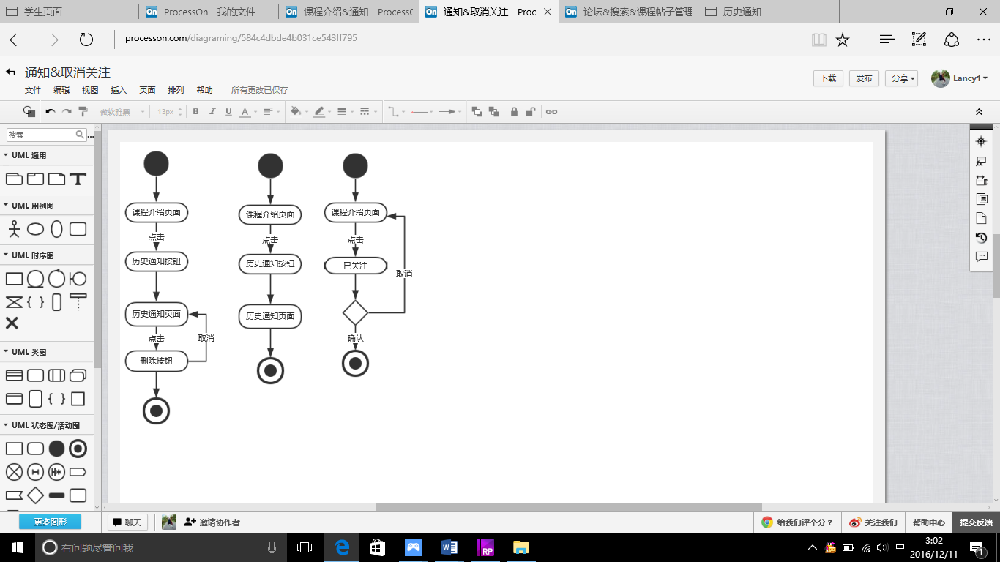 学生页面
On ProcessOn - 我的文件
On 课程介绍&通知 - ProcessO
On 通知&取消关注 - Proc
On 论坛&搜索&课程帖子管理
历史通知
processon.com/diagraming/584c4dbde4b031ce543ff795
通知&取消关注
下载
发布
分享
Lancy1
文件 编辑 视图 插入 页面 排列 帮助 所有更改已保存
微软雅黑 13px B I U A
搜索
UML 通用
T
UML 用例图
UML 时序图
UML 类图
UML 状态图/活动图
H
H*
更多图形
课程介绍页面
点击
历史通知按钮
历史通知页面
点击
取消
删除按钮
课程介绍页面
点击
历史通知按钮
历史通知页面
课程介绍页面
点击
已关注
取消
确认
聊天
邀请协作者
给我们评个分？
关注我们
帮助中心
提交反馈
有问题尽管问我
W
RP
中
3:02
2016/12/11
1